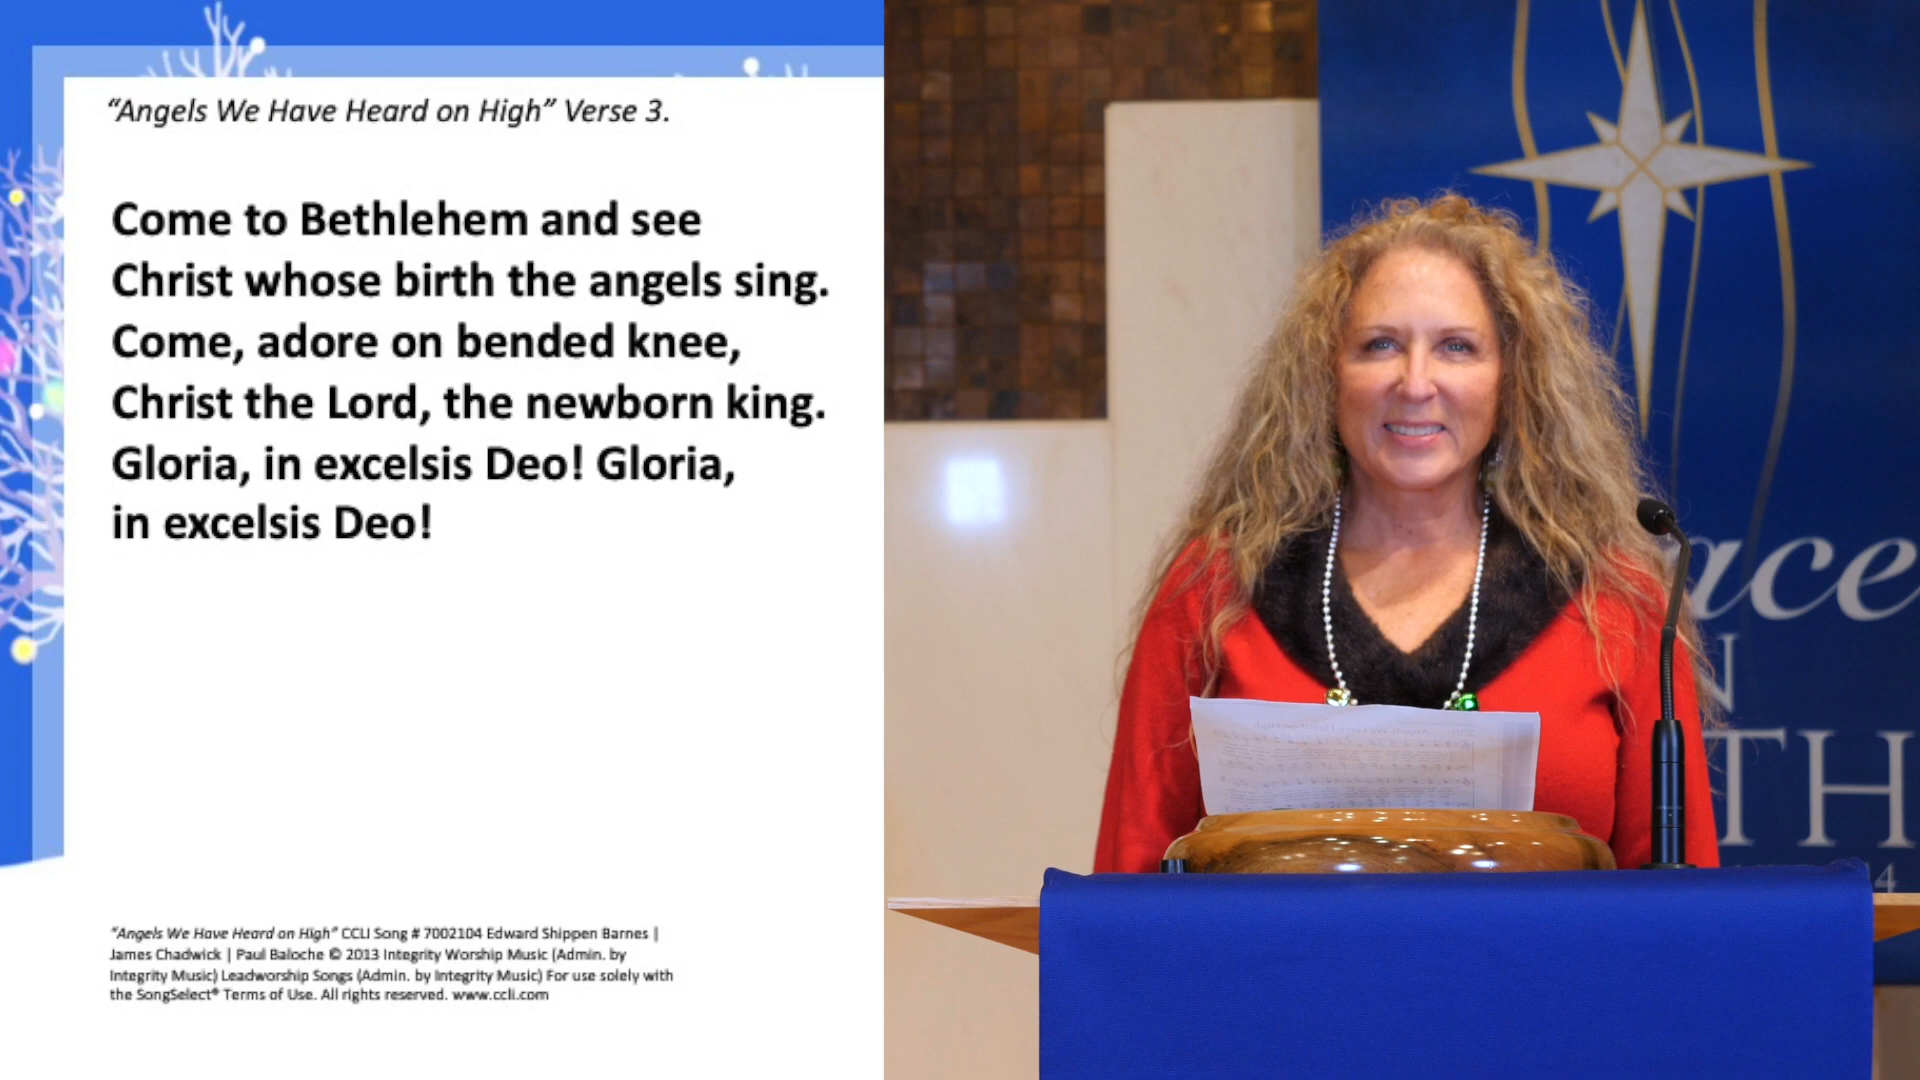 “Angels We Have Heard on High” Verse 3.
Come to Bethlehem and see
Christ whose birth the angels sing.
Come, adore on bended knee,
Christ the Lord, the newborn king.
Gloria, in excelsis Deo! Gloria,
in excelsis Deo!
“Angels We Have Heard on High” CCLI Song # 7002104 Edward Shippen Barnes |
James Chadwick | Paul Baloche © 2013 Integrity Worship Music (Admin. by
Integrity Music) Leadworship Songs (Admin. by Integrity Music) For use solely with
the SongSelect® Terms of Use. All rights reserved. www.ccli.com
ace
N
TH
4